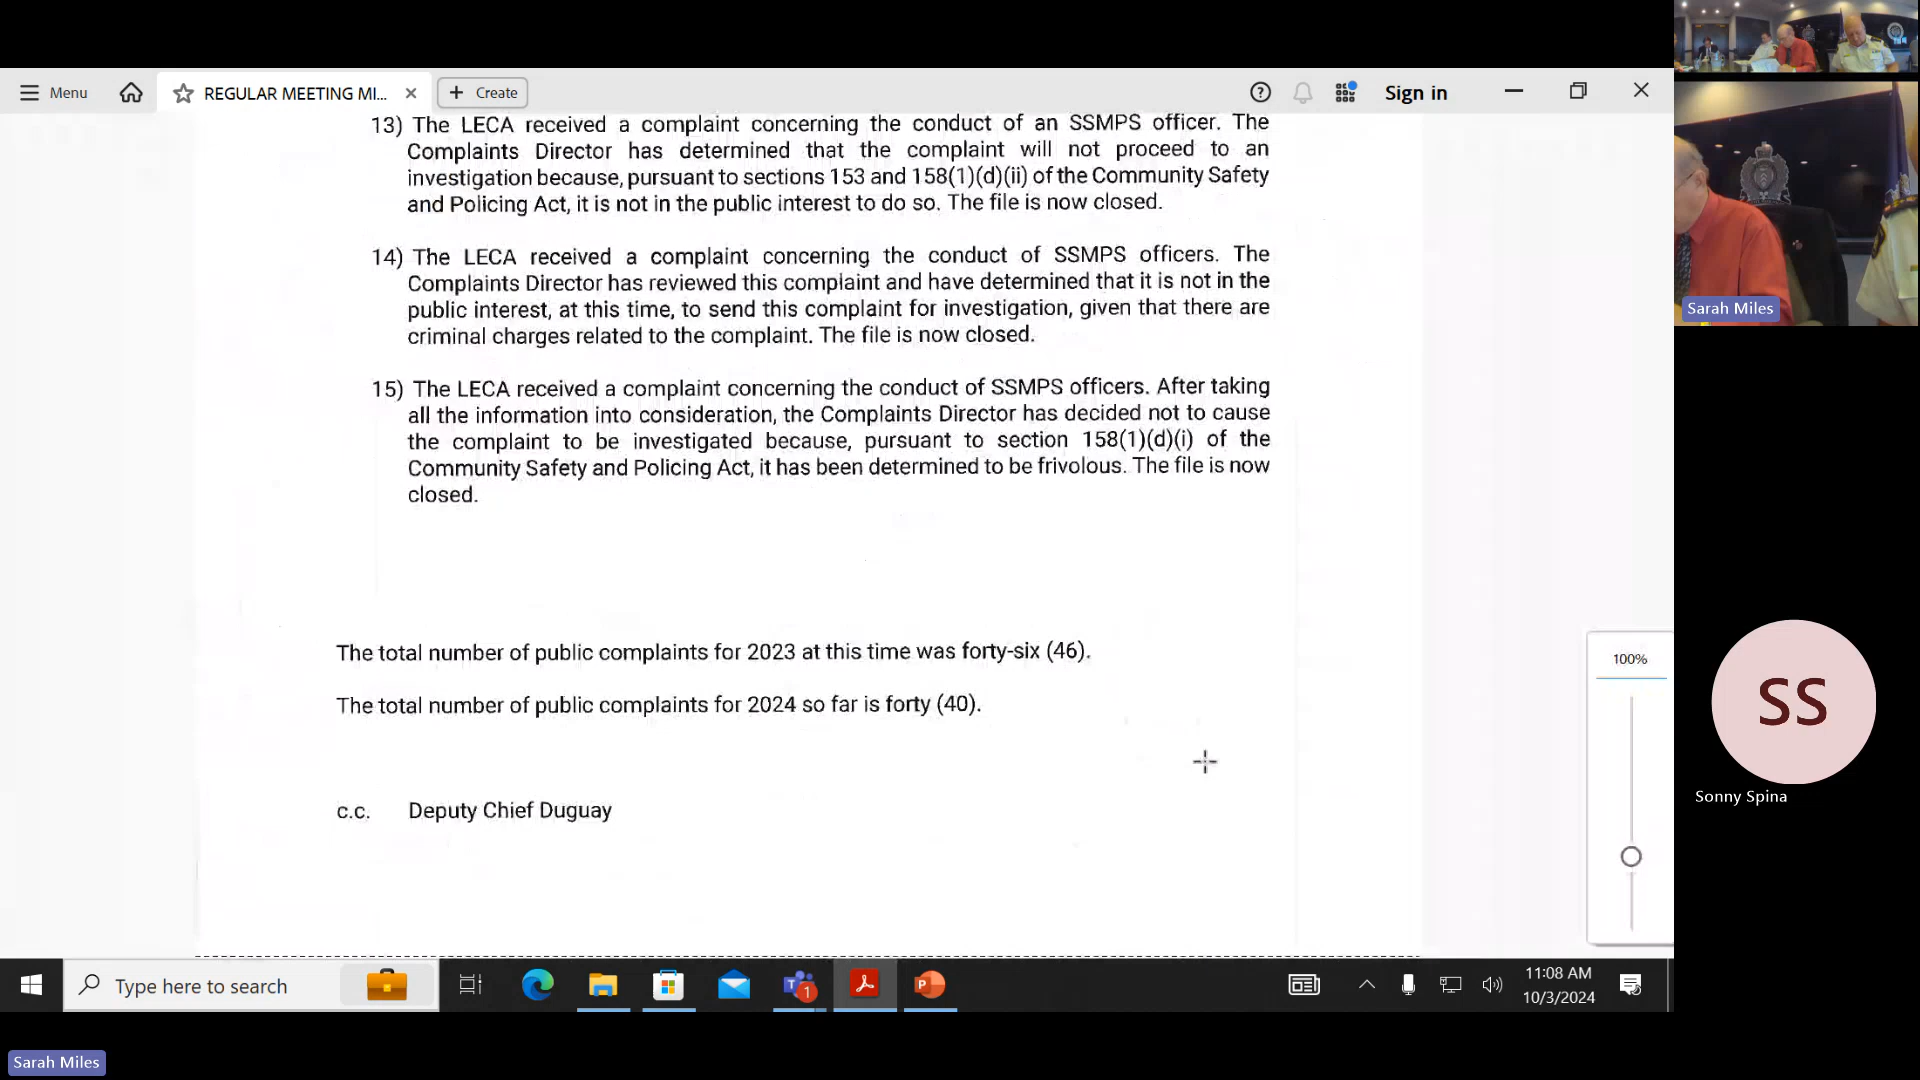 Menu
REGULAR MEETING MI...
Create
Sign in
13) The LECA received a complaint concerning the conduct of an SSMPS officer. The
Complaints Director has determined that the complaint will not proceed to an
investigation because, pursuant to sections 153 and 158(1)(d)(ii) of the Community Safety
and Policing Act, it is not in the public interest to do so. The file is now closed.
14) The LECA received a complaint concerning the conduct of SSMPS officers. The
Complaints Director has reviewed this complaint and have determined that it is not in the
public interest, at this time, to send this complaint for investigation, given that there are
criminal charges related to the complaint. The file is now closed.
15) The LECA received a complaint concerning the conduct of SSMPS officers. After taking
all the information into consideration, the Complaints Director has decided not to cause
the complaint to be investigated because, pursuant to section 158(1)(d)(i) of the
Community Safety and Policing Act, it has been determined to be frivolous. The file is now
closed.
The total number of public complaints for 2023 at this time was forty-six (46).
The total number of public complaints for 2024 so far is forty (40).
c.c. Deputy Chief Duguay
100%
Sarah Miles
SS
Sonny Spina
Type here to search
1
P
11:08 AM
10/3/2024
Sarah Miles